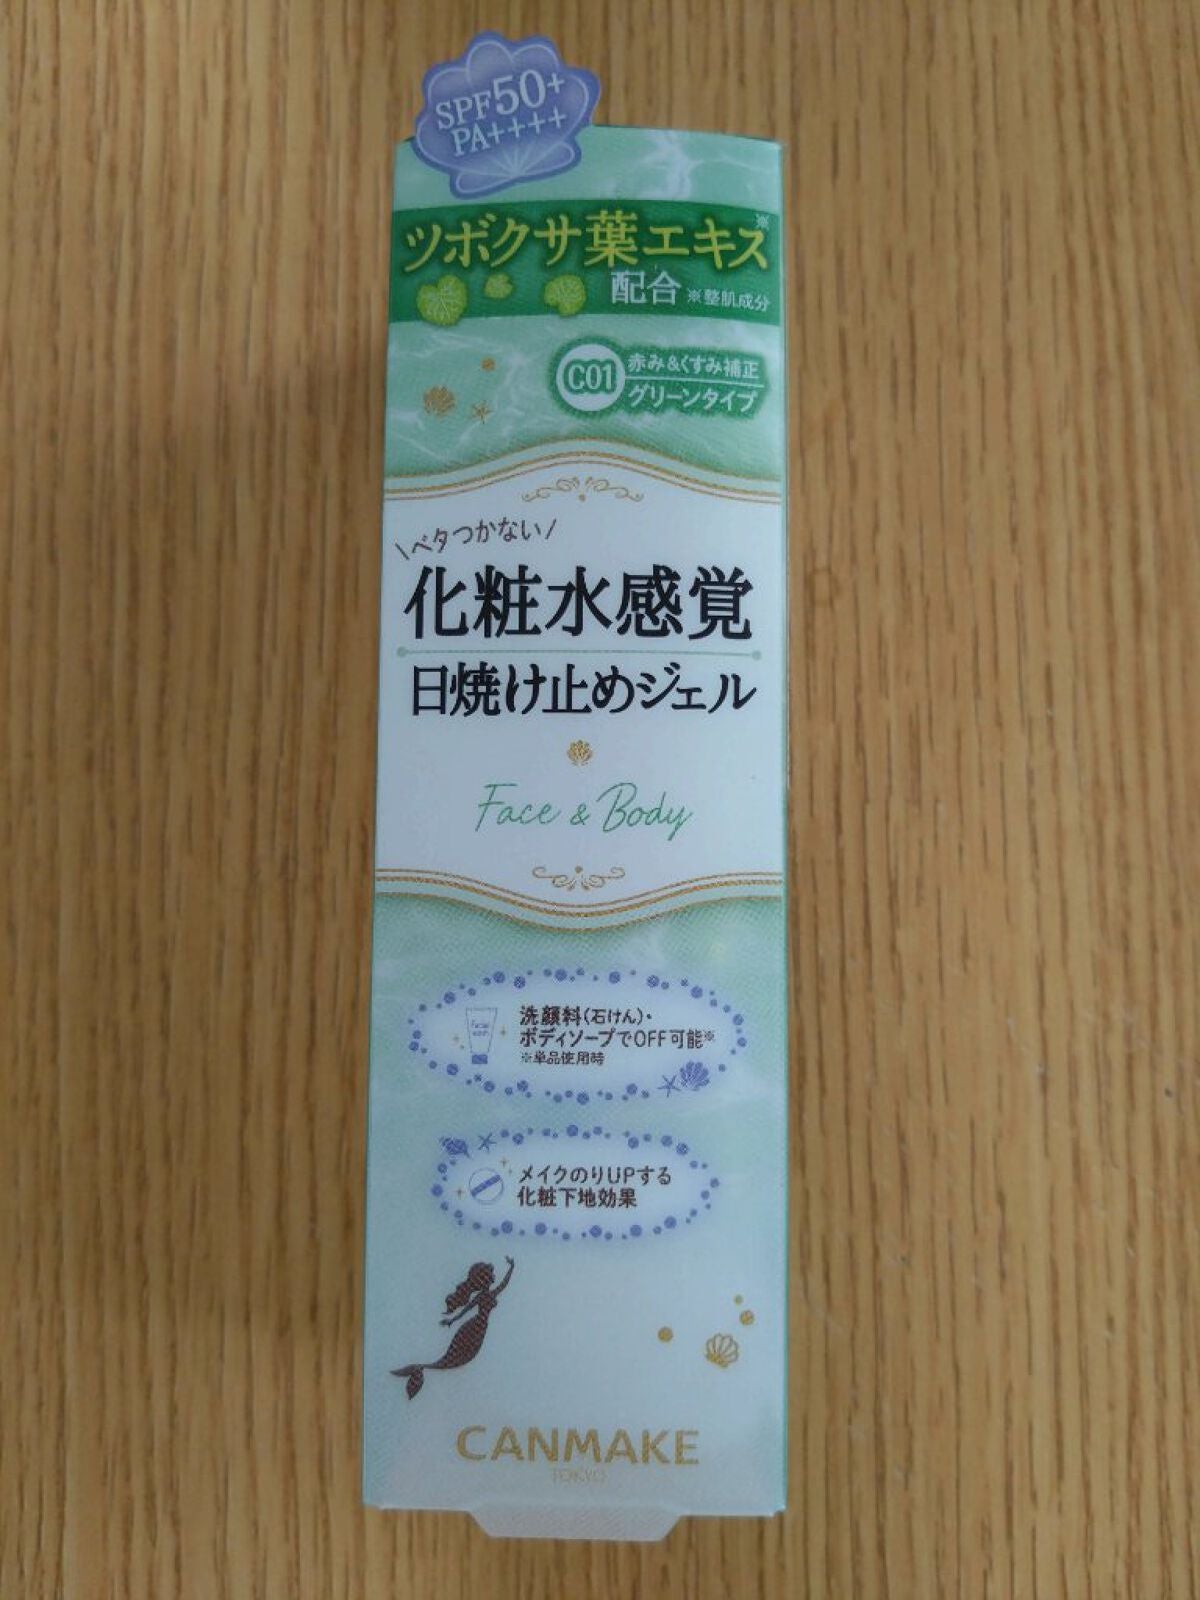 SPF50+
PA++++
ツボクサ葉エキス※
配合 ※整肌成分
C01
赤み&くすみ補正
グリーンタイプ
\ベタつかない/
化粧水感覚
日焼け止めジェル
Face & Body
Facial
wash
洗顔料(石けん)・
ボディソープでOFF可能※
※単品使用時
メイクのりUPする
化粧下地効果
CANMAKE
TOKYO